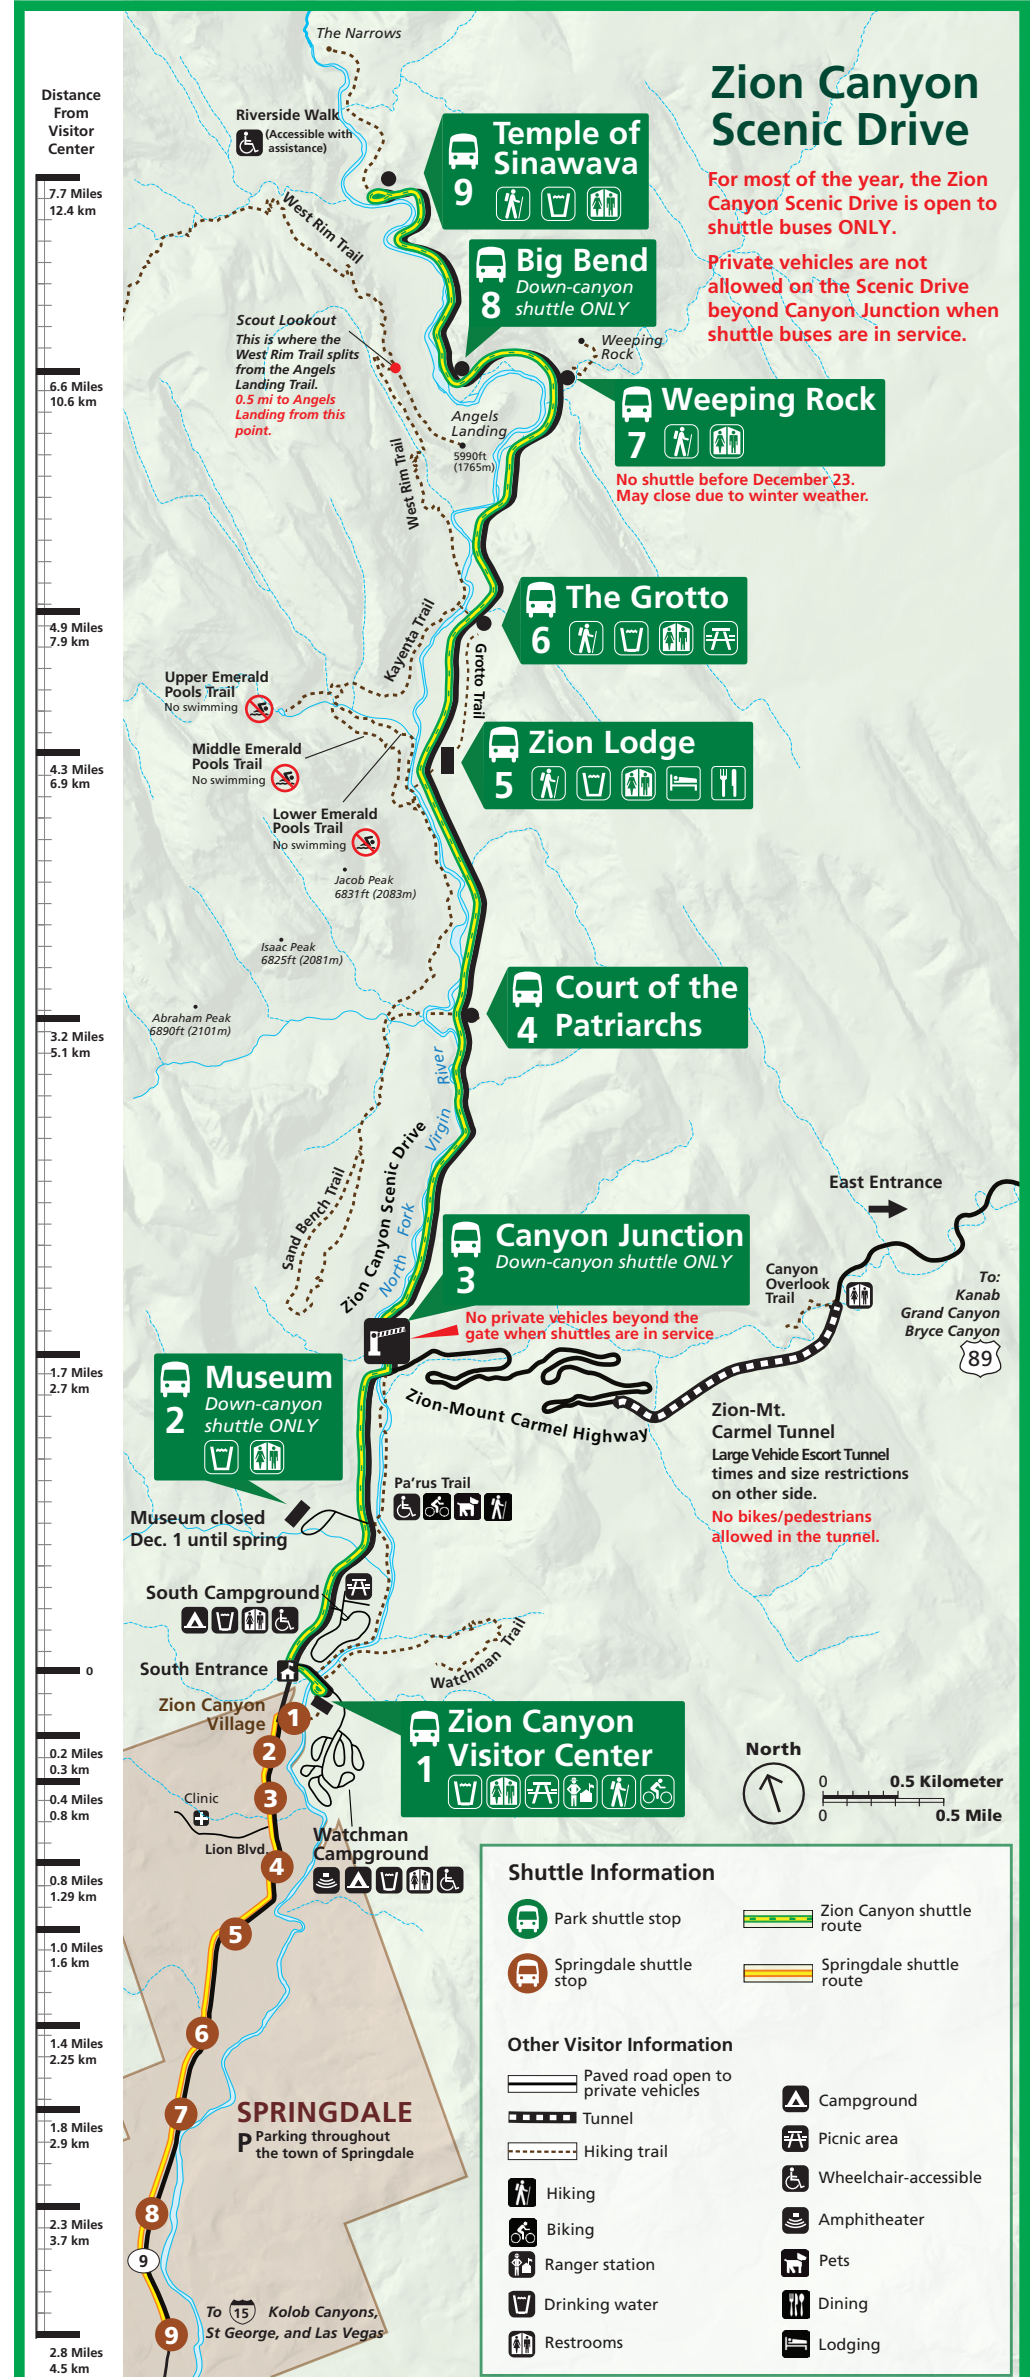 The Narrows
Zion Canyon
Scenic Drive
For most of the year, the Zion
Canyon Scenic Drive is open to
shuttle buses ONLY.
Private vehicles are not
allowed on the Scenic Drive
beyond Canyon Junction when
shuttle buses are in service.
Distance
From
Visitor
Center
7.7 Miles
12.4 km
6.6 Miles
10.6 km
4.9 Miles
7.9 km
4.3 Miles
6.9 km
3.2 Miles
5.1 km
1.7 Miles
2.7 km
0
0.2 Miles
0.3 km
0.4 Miles
0.8 km
0.8 Miles
1.29 km
1.0 Miles
1.6 km
1.4 Miles
2.25 km
1.8 Miles
2.9 km
2.3 Miles
3.7 km
2.8 Miles
4.5 km
Riverside Walk
(Accessible with
assistance)
Temple of
Sinawava
9
West Rim Trail
Big Bend
Down-canyon
shuttle ONLY
8
Scout Lookout
This is where the
West Rim Trail splits
from the Angels
Landing Trail.
0.5 mi to Angels
Landing from this
point.
Weeping
Rock
Weeping Rock
7
No shuttle before December 23.
May close due to winter weather.
Angels
Landing
5990ft
(1765m)
West Rim Trail
The Grotto
6
Kayenta Trail
Grotto Trail
Upper Emerald
Pools Trail
No swimming
Middle Emerald
Pools Trail
No swimming
Lower Emerald
Pools Trail
No swimming
Zion Lodge
5
Jacob Peak
6831ft (2083m)
Isaac Peak
6825ft (2081m)
Abraham Peak
6890ft (2101m)
Court of the
Patriarchs
4
North Fork Virgin River
Zion Canyon Scenic Drive
Sand Bench Trail
East Entrance
Canyon Junction
Down-canyon shuttle ONLY
3
No private vehicles beyond the
gate when shuttles are in service
Canyon
Overlook
Trail
To:
Kanab
Grand Canyon
Bryce Canyon
89
Museum
Down-canyon
shuttle ONLY
2
Zion-Mount Carmel Highway
Zion-Mt.
Carmel Tunnel
Large Vehicle Escort Tunnel
times and size restrictions
on other side.
No bikes/pedestrians
allowed in the tunnel.
Pa'rus Trail
Museum closed
Dec. 1 until spring
South Campground
South Entrance
Watchman Trail
Zion Canyon
Village
Zion Canyon
Visitor Center
1
1
2
3
4
5
6
7
8
9
9
Clinic
Lion Blvd.
Watchman
Campground
North
0
0.5 Kilometer
0
0.5 Mile
SPRINGDALE
P Parking throughout
the town of Springdale
To 15 Kolob Canyons,
St George, and Las Vegas
Shuttle Information
Park shuttle stop
Zion Canyon shuttle
route
Springdale shuttle
stop
Springdale shuttle
route
Other Visitor Information
Paved road open to
private vehicles
Tunnel
Hiking trail
Hiking
Biking
Ranger station
Drinking water
Restrooms
Campground
Picnic area
Wheelchair-accessible
Amphitheater
Pets
Dining
Lodging